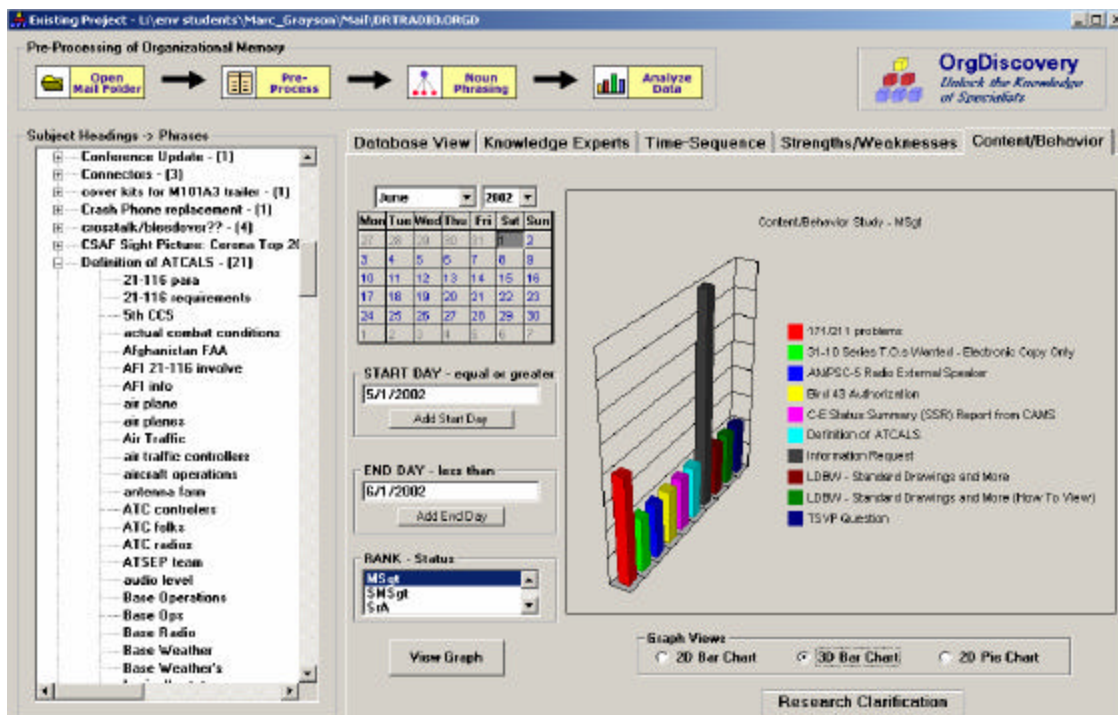 Existing Project - L:\env students\Marc_Grayson\Mail\DRTRADIO.ORGD
Pre-Processing of Organizational Memory
Open Mail Folder
Pre-Process
Noun Phrasing
Analyze Data
OrgDiscovery
Unlock the Knowledge
of Specialists
Subject Headings -> Phrases
Conference Update - (1)
Connectors - (3)
cover kits for M101A3 trailer - (1)
Crash Phone replacement - (1)
crosstalk/bleedover?? - (4)
CSAF Sight Picture: Corona Top 20
Definition of ATCALS - (21)
21-116 para
21-116 requirements
5th CCS
actual combat conditions
Afghanistan FAA
AFI 21-116 involve
AFI info
air plane
air planes
Air Traffic
air traffic controllers
aircraft operations
antenna farm
ATC controlers
ATC folks
ATC radios
ATSEP team
audio level
Base Operations
Base Ops
Base Radio
Base Weather
Base Weather's
Database View
Knowledge Experts
Time-Sequence
Strengths/Weaknesses
Content/Behavior
June 2002
Mon Tue Wed Thu Fri Sat Sun
27 28 29 30 31 1 2
3 4 5 6 7 8 9
10 11 12 13 14 15 16
17 18 19 20 21 22 23
24 25 26 27 28 29 30
1 2 3 4 5 6 7
START DAY - equal or greater
5/1/2002
Add Start Day
END DAY - less than
6/1/2002
Add End Day
RANK - Status
MSgt
SMSgt
SrA
View Graph
Content/Behavior Study - MSgt
171/211 problems
31-10 Series T.O.s Wanted - Electronic Copy Only
AN/PSC-5 Radio External Speaker
Bird 43 Authorization
C-E Status Summary (SSR) Report from CAMS
Definition of ATCALS
Information Request
LDBW - Standard Drawings and More
LDBW - Standard Drawings and More (How To View)
TSVP Question
Graph Views
2D Bar Chart
3D Bar Chart
2D Pie Chart
Research Clarification